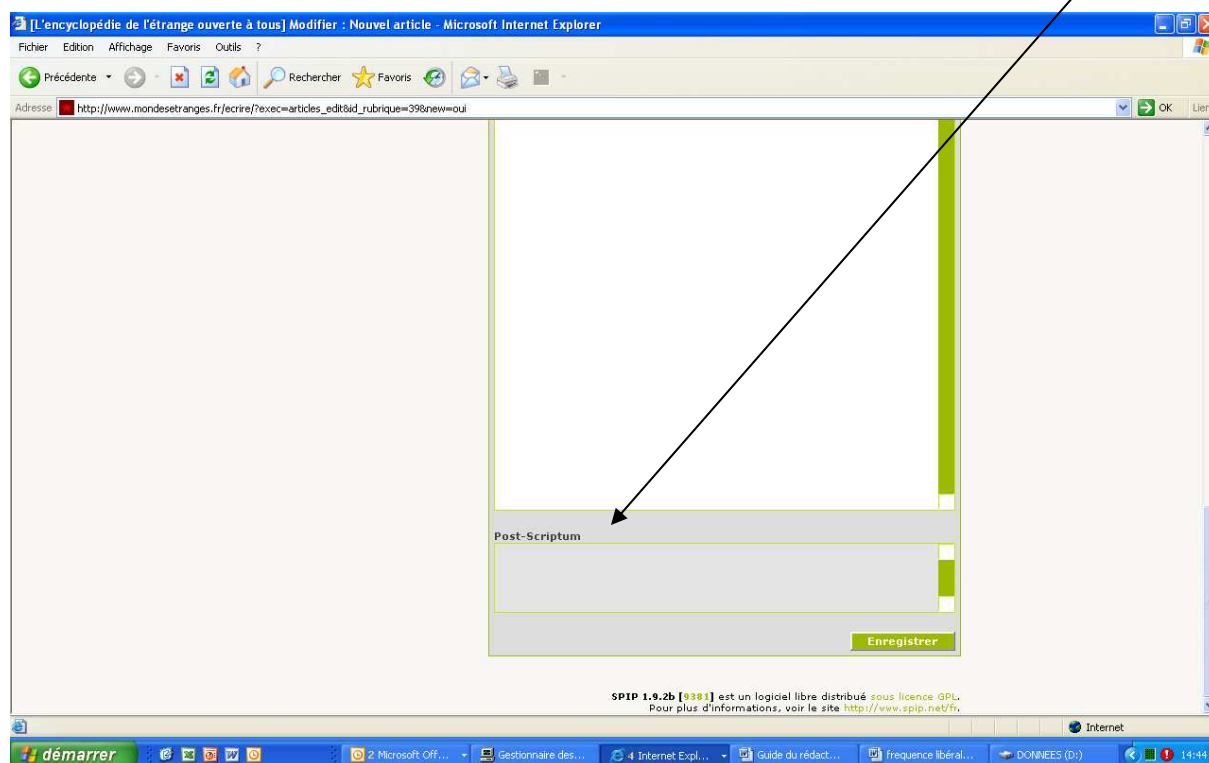 [L'encyclopédie de l'étrange ouverte à tous] Modifier : Nouvel article - Microsoft Internet Explorer
Fichier Edition Affichage Favoris Outils ?
Précédente Rechercher Favoris
Adresse http://www.mondesetranges.fr/ecrire/?exec=articles_edit&id_rubrique=39&new=oui OK Lier
Post-Scriptum
Enregistrer
SPIP 1.9.2b [9381] est un logiciel libre distribué sous licence GPL.
Pour plus d'informations, voir le site http://www.spip.net/fr.
Internet
démarrer 2 Microsoft Off... Gestionnaire des... 4 Internet Expl... Guide du rédact... frequence libéral... DONNEES (D:) 14:44